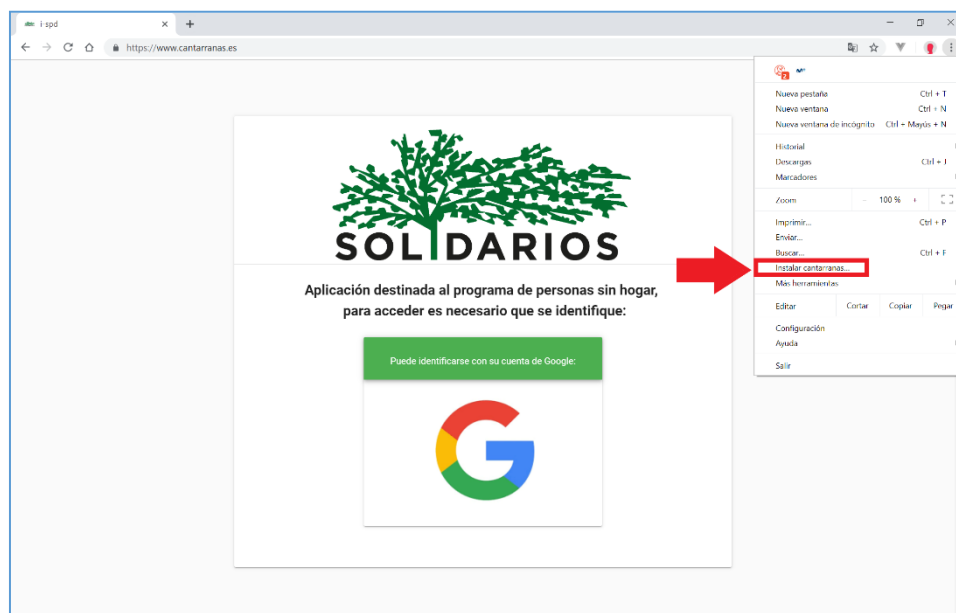 i-spd
https://www.cantarranas.es
2
Nueva pestaña Ctrl + T
Nueva ventana Ctrl + N
Nueva ventana de incógnito Ctrl + Mayús + N
Historial
Descargas Ctrl + J
Marcadores
Zoom – 100 % +
Imprimir... Ctrl + P
Enviar...
Buscar... Ctrl + F
Instalar cantarranas...
Más herramientas
Editar Cortar Copiar Pegar
Configuración
Ayuda
Salir
SOLIDARIOS
Aplicación destinada al programa de personas sin hogar,
para acceder es necesario que se identifique:
Puede identificarse con su cuenta de Google:
G